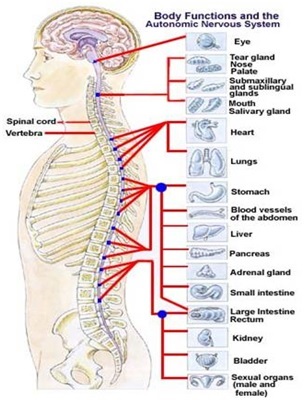 Body Functions and the
Autonomic Nervous System
Eye
Tear gland
Nose
Palate
Submaxillary
and sublingual
glands
Mouth
Salivary gland
Spinal cord
Vertebra
Heart
Lungs
Stomach
Blood vessels
of the abdomen
Liver
Pancreas
Adrenal gland
Small intestine
Large Intestine
Rectum
Kidney
Bladder
Sexual organs
(male and
female)